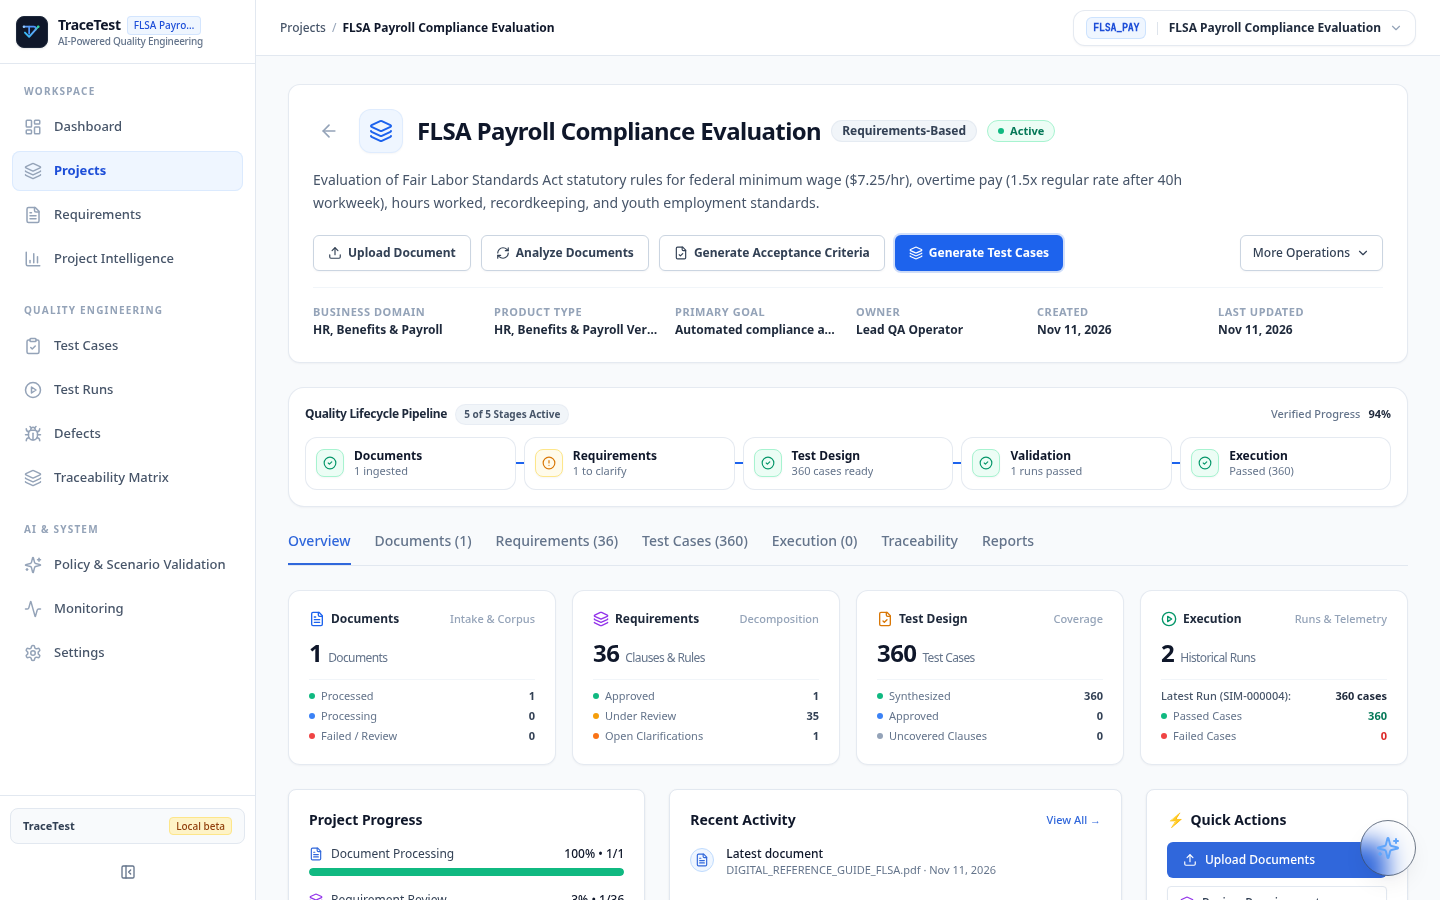 TraceTest FLSA Payro...
AI-Powered Quality Engineering
WORKSPACE
Dashboard
Projects
Requirements
Project Intelligence
QUALITY ENGINEERING
Test Cases
Test Runs
Defects
Traceability Matrix
AI & SYSTEM
Policy & Scenario Validation
Monitoring
Settings
TraceTest Local beta
Projects / FLSA Payroll Compliance Evaluation
FLSA_PAY FLSA Payroll Compliance Evaluation
FLSA Payroll Compliance Evaluation Requirements-Based Active
Evaluation of Fair Labor Standards Act statutory rules for federal minimum wage ($7.25/hr), overtime pay (1.5x regular rate after 40h
workweek), hours worked, recordkeeping, and youth employment standards.
Upload Document Analyze Documents Generate Acceptance Criteria Generate Test Cases More Operations
BUSINESS DOMAIN PRODUCT TYPE PRIMARY GOAL OWNER CREATED LAST UPDATED
HR, Benefits & Payroll HR, Benefits & Payroll Ver... Automated compliance a... Lead QA Operator Nov 11, 2026 Nov 11, 2026
Quality Lifecycle Pipeline 5 of 5 Stages Active Verified Progress 94%
Documents Requirements Test Design Validation Execution
1 ingested 1 to clarify 360 cases ready 1 runs passed Passed (360)
Overview Documents (1) Requirements (36) Test Cases (360) Execution (0) Traceability Reports
Documents Intake & Corpus
1 Documents
Processed 1
Processing 0
Failed / Review 0
Requirements Decomposition
36 Clauses & Rules
Approved 1
Under Review 35
Open Clarifications 1
Test Design Coverage
360 Test Cases
Synthesized 360
Approved 0
Uncovered Clauses 0
Execution Runs & Telemetry
2 Historical Runs
Latest Run (SIM-000004): 360 cases
Passed Cases 360
Failed Cases 0
Project Progress
Document Processing 100% • 1/1
Requirement Review 3% • 1/36
Recent Activity View All →
Latest document
DIGITAL_REFERENCE_GUIDE_FLSA.pdf · Nov 11, 2026
⚡ Quick Actions
Upload Documents